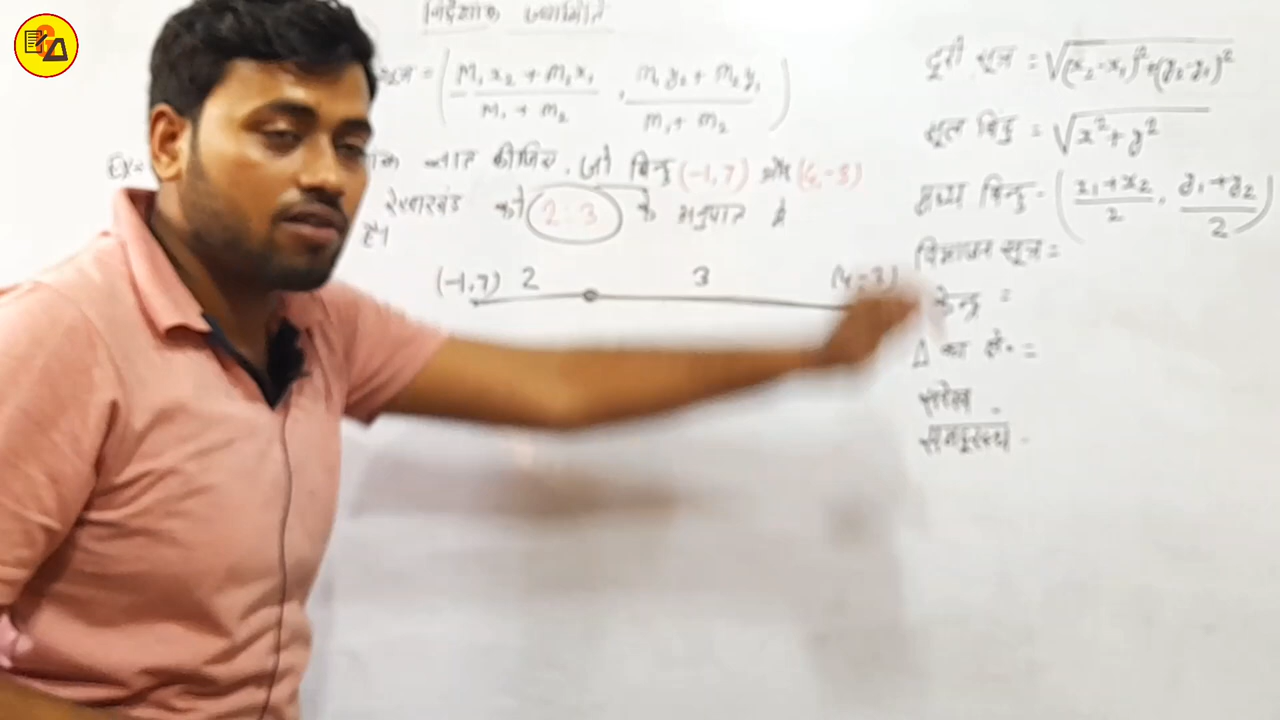 निर्देशांक ज्यामिति
सूत्र = ( m₁x₂ + m₂x₁ / m₁ + m₂ , m₁y₂ + m₂y₁ / m₁ + m₂ )
Ex- ज्ञात कीजिए, जो बिन्दु (-1, 7) और (4, -3)
रेखाखंड को 2:3 के अनुपात में
है।
(-1,7) 2 3 (4,-3)
दूरी सूत्र = √(x₂-x₁)²+(y₂-y₁)²
मूल बिन्दु = √x²+y²
मध्य बिन्दु = ( x₁+x₂ / 2 , y₁+y₂ / 2 )
विभाजन सूत्र =
केन्द्र =
Δ का क्षे॰ =
संरेख